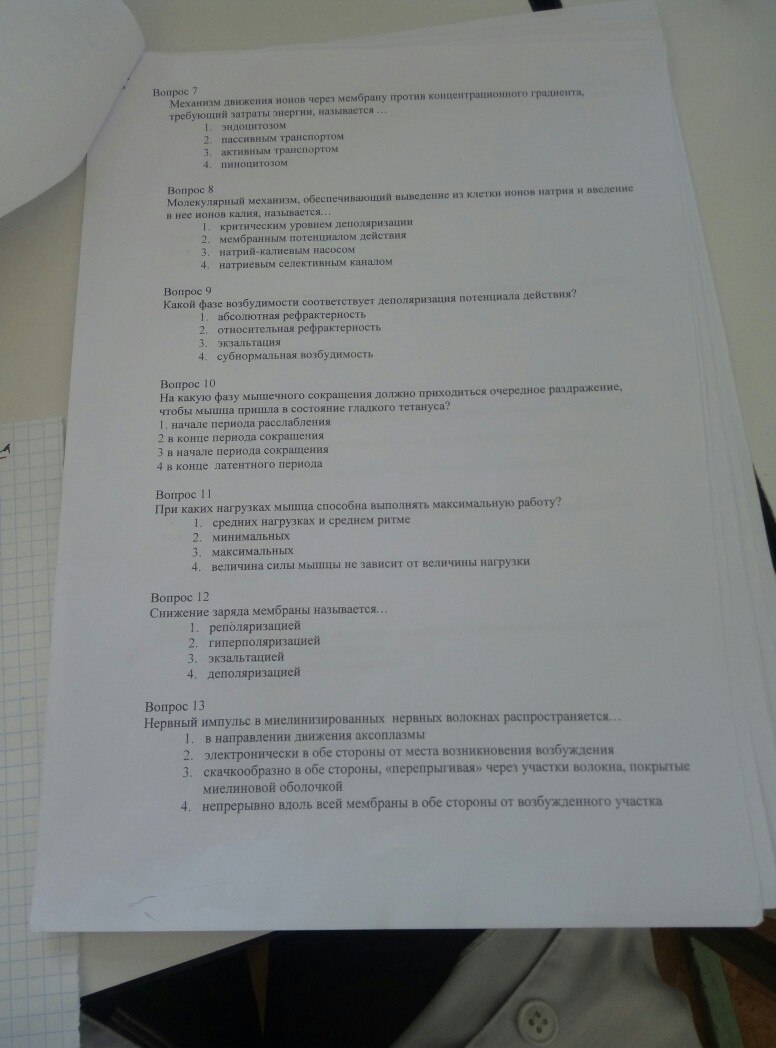 Вопрос 7
Механизм движения ионов через мембрану против концентрационного градиента,
требующий затраты энергии, называется …
1. эндоцитозом
2. пассивным транспортом
3. активным транспортом
4. пиноцитозом
Вопрос 8
Молекулярный механизм, обеспечивающий выведение из клетки ионов натрия и введение
в нее ионов калия, называется…
1. критическим уровнем деполяризации
2. мембранным потенциалом действия
3. натрий-калиевым насосом
4. натриевым селективным каналом
Вопрос 9
Какой фазе возбудимости соответствует деполяризация потенциала действия?
1. абсолютная рефрактерность
2. относительная рефрактерность
3. экзальтация
4. субнормальная возбудимость
Вопрос 10
На какую фазу мышечного сокращения должно приходиться очередное раздражение,
чтобы мышца пришла в состояние гладкого тетануса?
1. начале периода расслабления
2 в конце периода сокращения
3 в начале периода сокращения
4 в конце латентного периода
Вопрос 11
При каких нагрузках мышца способна выполнять максимальную работу?
1. средних нагрузках и среднем ритме
2. минимальных
3. максимальных
4. величина силы мышцы не зависит от величины нагрузки
Вопрос 12
Снижение заряда мембраны называется…
1. реполяризацией
2. гиперполяризацией
3. экзальтацией
4. деполяризацией
Вопрос 13
Нервный импульс в миелинизированных нервных волокнах распространяется…
1. в направлении движения аксоплазмы
2. электронически в обе стороны от места возникновения возбуждения
3. скачкообразно в обе стороны, «перепрыгивая» через участки волокна, покрытые
миелиновой оболочкой
4. непрерывно вдоль всей мембраны в обе стороны от возбужденного участка